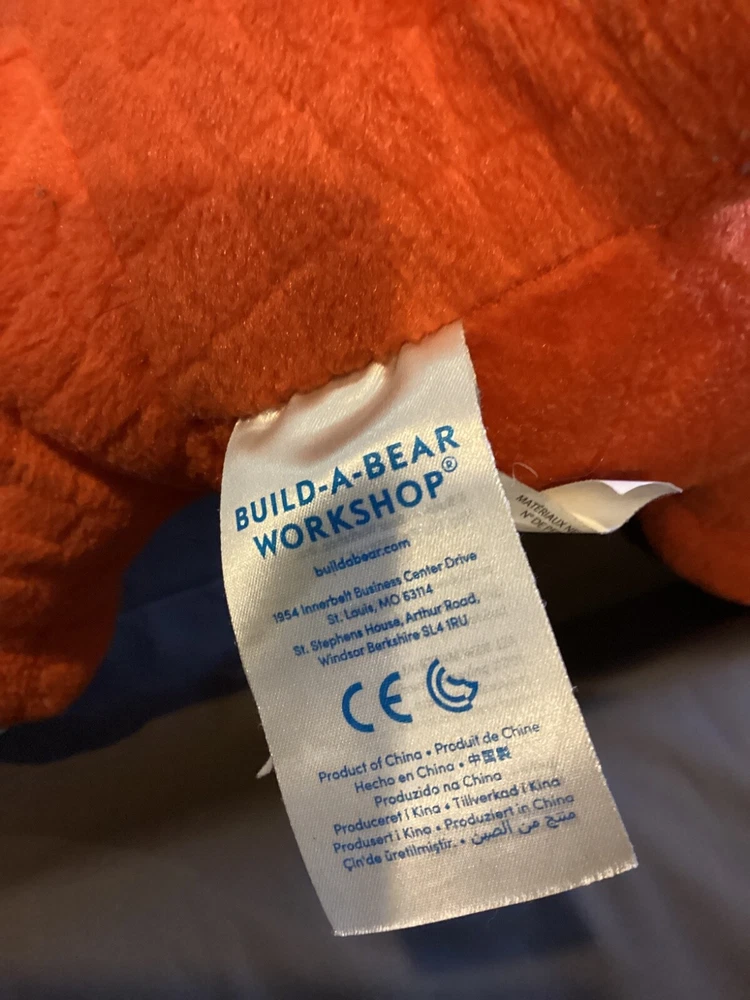 BUILD-A-BEAR
WORKSHOP®
buildabear.com
1954 Innerbelt Business Center Drive
St. Louis, MO 63114
St. Stephens House, Arthur Road,
Windsor Berkshire SL4 1RU
CE
Product of China • Produit de Chine
Hecho en China • 中国製
Produzido na China
Produceret i Kina • Tillverkad i Kina
Produsert i Kina • Produziert in China
Çin'de üretilmiştir. • منتج من الصين
MATERIAUX
N° DE